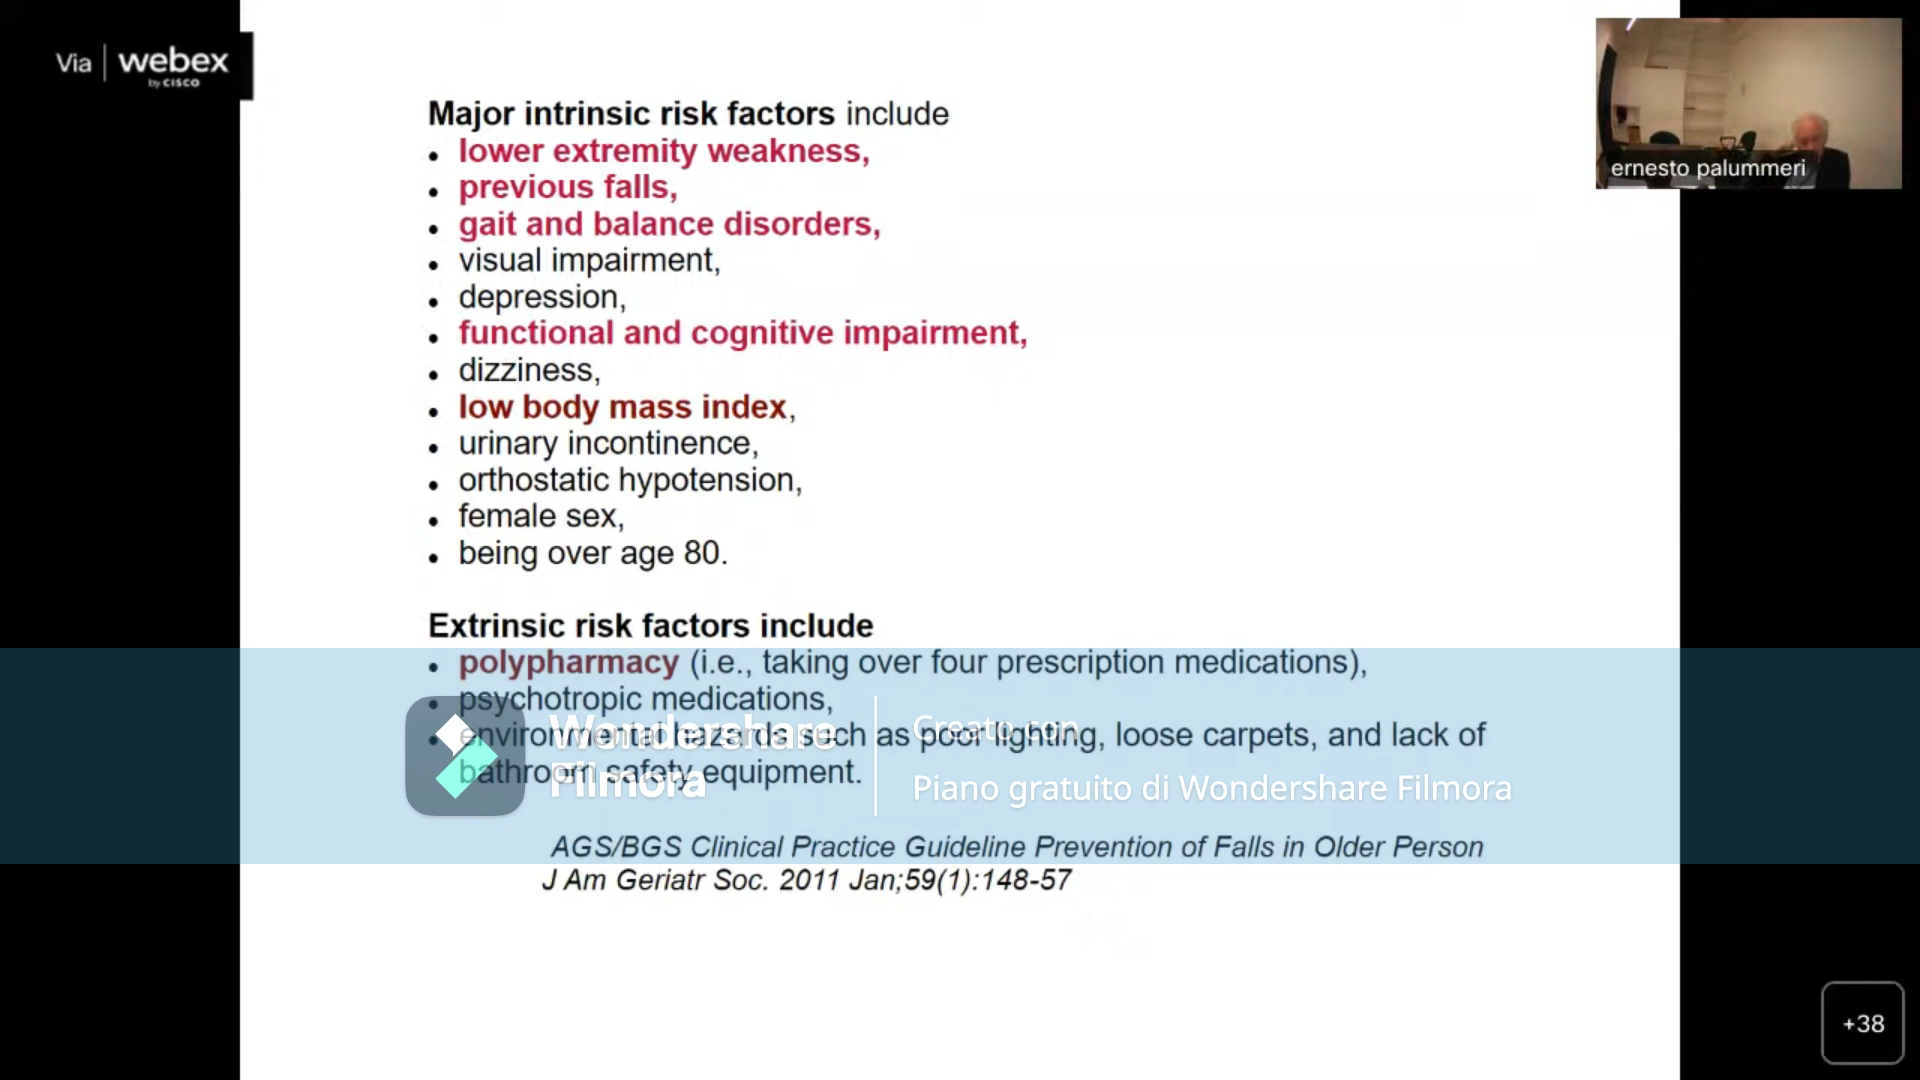 Via webex
by CISCO
ernesto palummeri
Major intrinsic risk factors include
• lower extremity weakness,
• previous falls,
• gait and balance disorders,
• visual impairment,
• depression,
• functional and cognitive impairment,
• dizziness,
• low body mass index,
• urinary incontinence,
• orthostatic hypotension,
• female sex,
• being over age 80.
Extrinsic risk factors include
• polypharmacy (i.e., taking over four prescription medications),
• psychotropic medications,
• environmental hazards such as poor lighting, loose carpets, and lack of
bathroom safety equipment.
Wondershare
Filmora
Creato con
Piano gratuito di Wondershare Filmora
AGS/BGS Clinical Practice Guideline Prevention of Falls in Older Person
J Am Geriatr Soc. 2011 Jan;59(1):148-57
+38